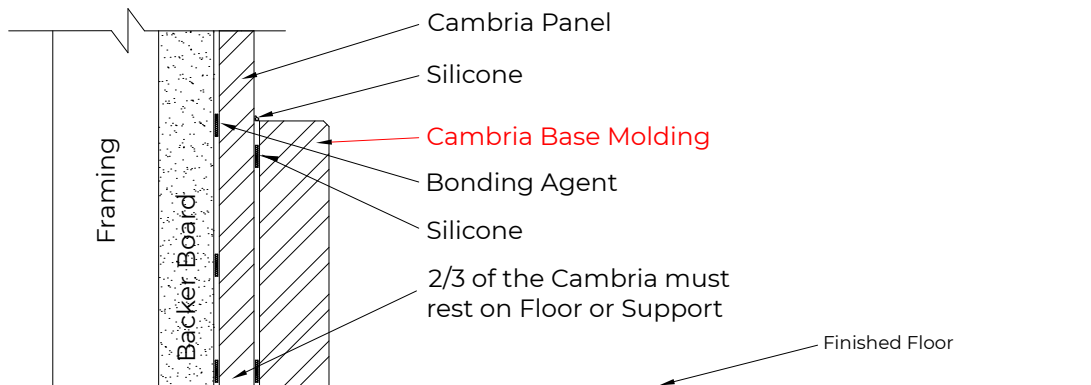 Cambria Panel
Silicone
Cambria Base Molding
Bonding Agent
Silicone
2/3 of the Cambria must
rest on Floor or Support
Finished Floor
Framing
Backer Board